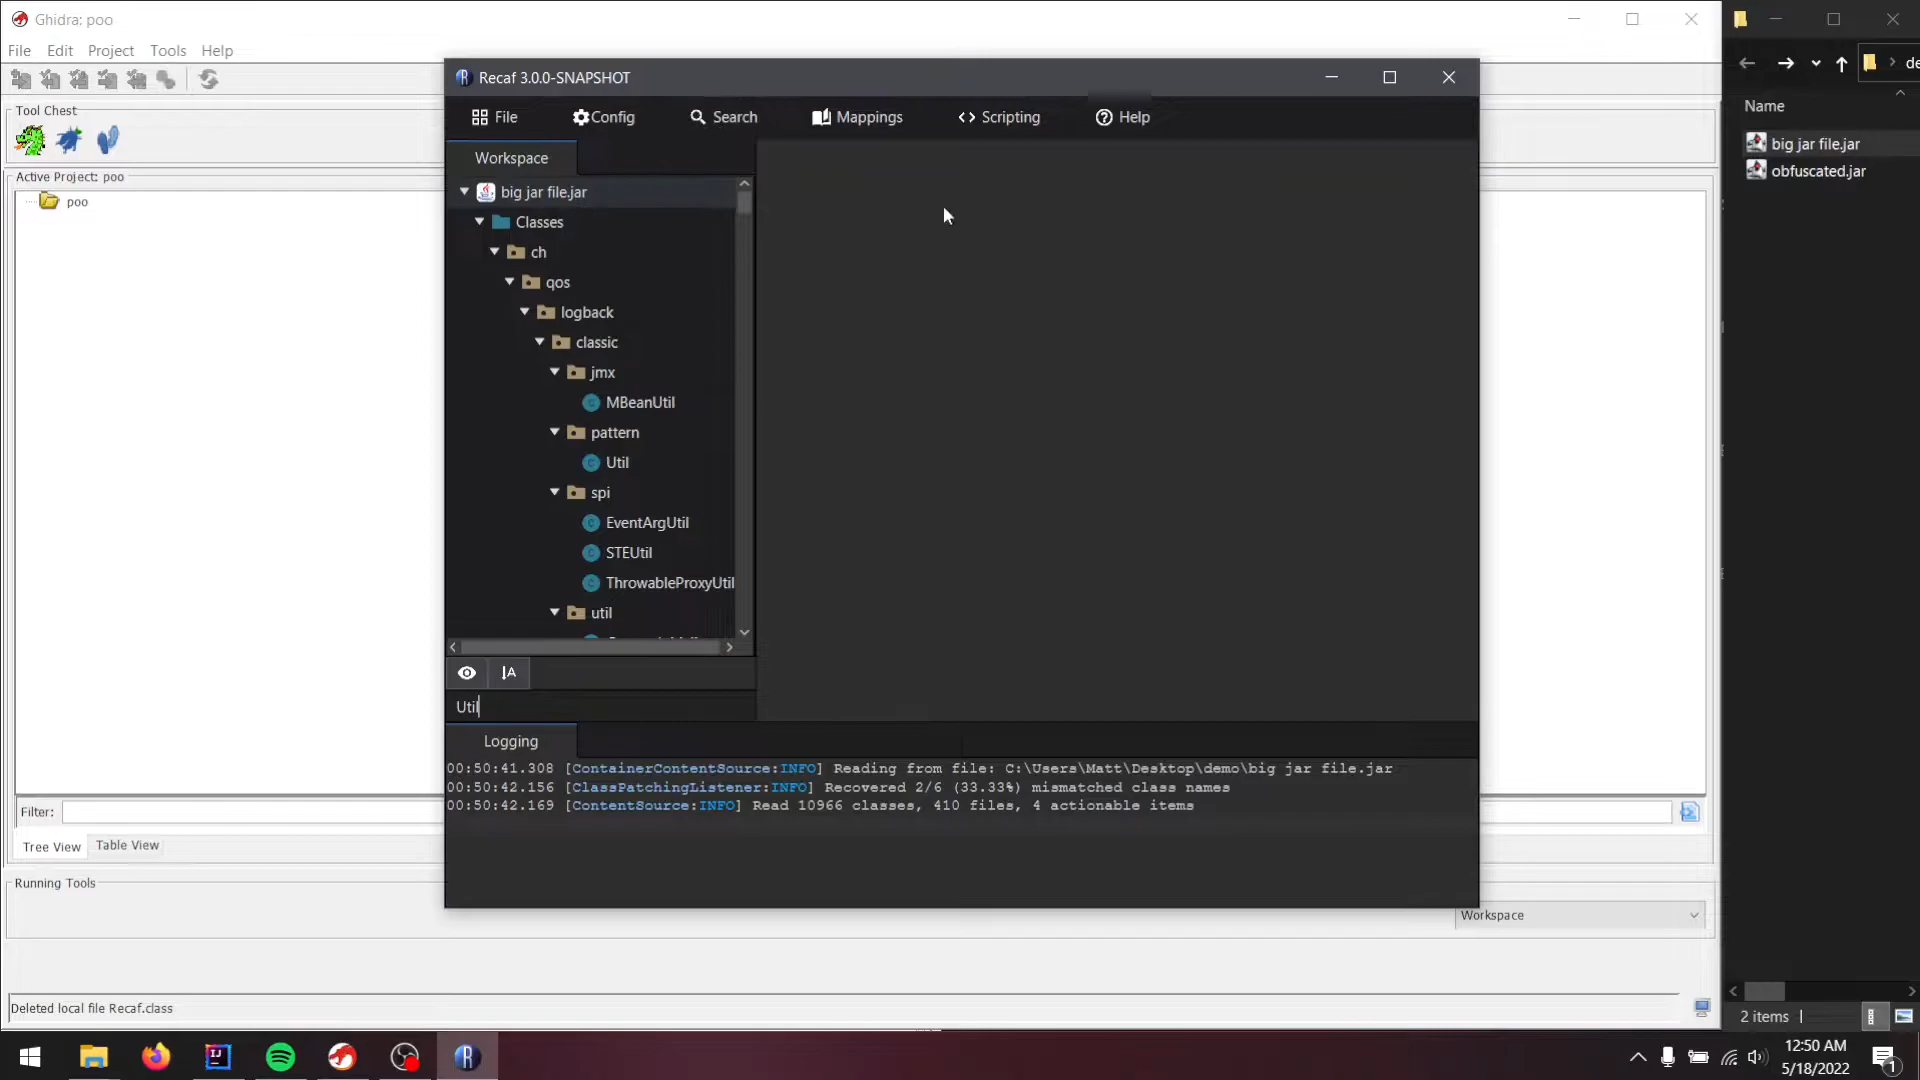 Ghidra: poo
File Edit Project Tools Help
Tool Chest
Active Project: poo
poo
Filter:
Tree View Table View
Running Tools
Workspace
Deleted local file Recaf.class
Recaf 3.0.0-SNAPSHOT
File Config Search Mappings Scripting Help
Workspace
big jar file.jar
Classes
ch
qos
logback
classic
jmx
MBeanUtil
pattern
Util
spi
EventArgUtil
STEUtil
ThrowableProxyUtil
util
Util
Logging
00:50:41.308 [ContainerContentSource:INFO] Reading from file: C:\Users\Matt\Desktop\demo\big jar file.jar
00:50:42.156 [ClassPatchingListener:INFO] Recovered 2/6 (33.33%) mismatched class names
00:50:42.169 [ContentSource:INFO] Read 10966 classes, 410 files, 4 actionable items
de
Name
big jar file.jar
obfuscated.jar
2 items
12:50 AM
5/18/2022
1